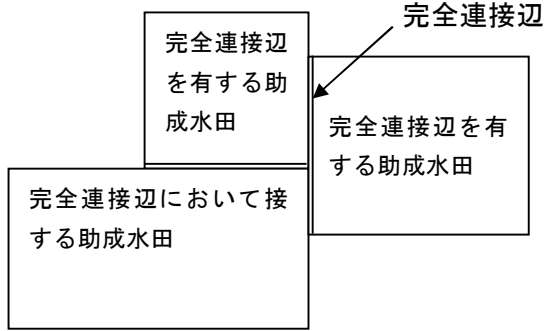 完全連接辺
完全連接辺
を有する助
成水田
完全連接辺を有
する助成水田
完全連接辺において接
する助成水田